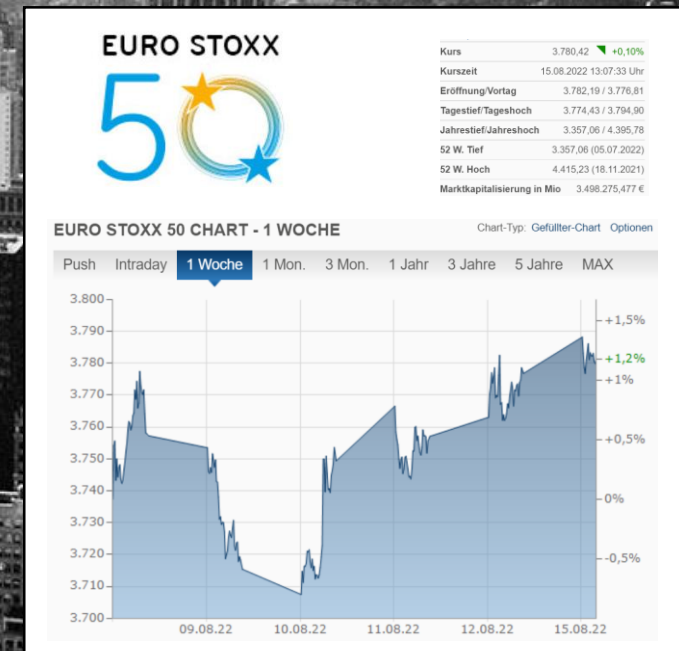 EURO STOXX
50
Kurs 3.780,42 +0,10%
Kurszeit 15.08.2022 13:07:33 Uhr
Eröffnung/Vortag 3.782,19 / 3.776,81
Tagestief/Tageshoch 3.774,43 / 3.794,90
Jahrestief/Jahreshoch 3.357,06 / 4.395,78
52 W. Tief 3.357,06 (05.07.2022)
52 W. Hoch 4.415,23 (18.11.2021)
Marktkapitalisierung in Mio 3.498.275,477 €
EURO STOXX 50 CHART - 1 WOCHE
Chart-Typ: Gefüllter-Chart Optionen
Push Intraday 1 Woche 1 Mon. 3 Mon. 1 Jahr 3 Jahre 5 Jahre MAX
3.800
3.790
3.780
3.770
3.760
3.750
3.740
3.730
3.720
3.710
3.700
+1,5%
+1,2%
+1%
+0,5%
0%
-0,5%
09.08.22 10.08.22 11.08.22 12.08.22 15.08.22